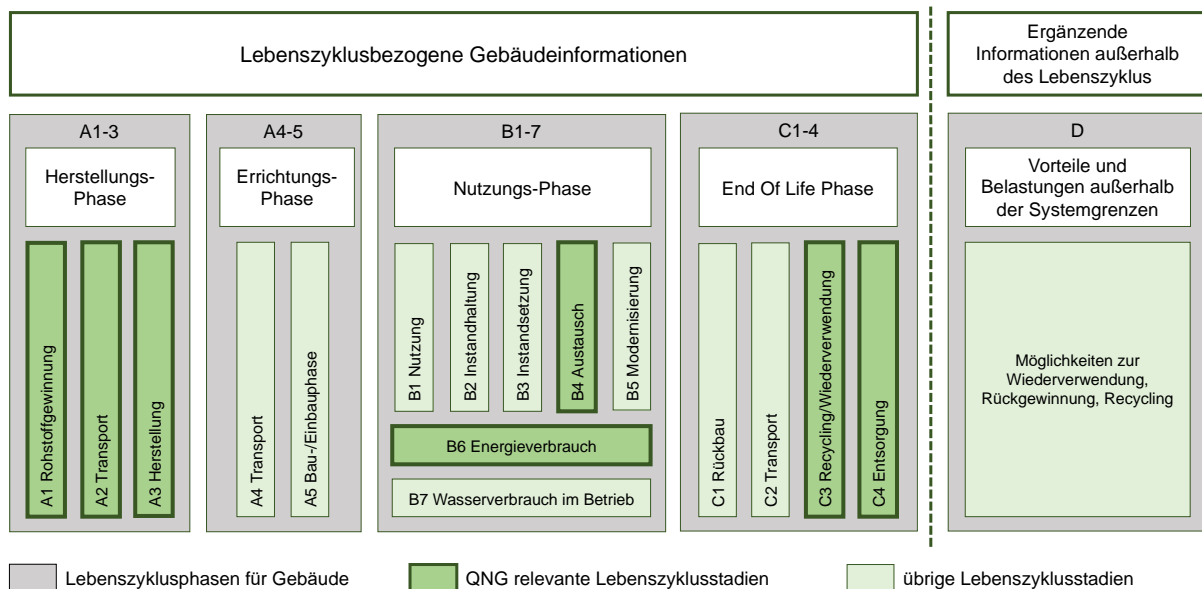 Lebenszyklusbezogene Gebäudeinformationen
Ergänzende
Informationen außerhalb
des Lebenszyklus
A1-3
Herstellungs-
Phase
A1 Rohstoffgewinnung
A2 Transport
A3 Herstellung
A4-5
Errichtungs-
Phase
A4 Transport
A5 Bau-/Einbauphase
B1-7
Nutzungs-Phase
B1 Nutzung
B2 Instandhaltung
B3 Instandsetzung
B4 Austausch
B5 Modernisierung
B6 Energieverbrauch
B7 Wasserverbrauch im Betrieb
C1-4
End Of Life Phase
C1 Rückbau
C2 Transport
C3 Recycling/Wiederverwendung
C4 Entsorgung
D
Vorteile und
Belastungen außerhalb
der Systemgrenzen
Möglichkeiten zur
Wiederverwendung,
Rückgewinnung, Recycling
Lebenszyklusphasen für Gebäude
QNG relevante Lebenszyklusstadien
übrige Lebenszyklusstadien